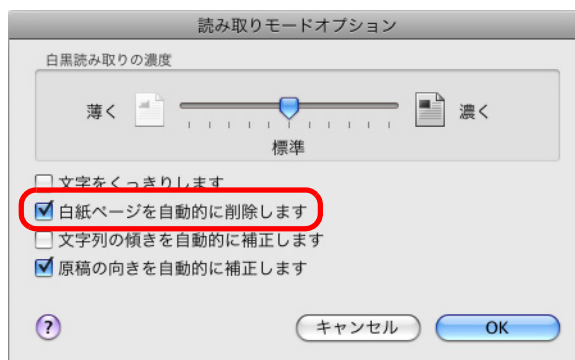 読み取りモードオプション
白黒読み取りの濃度
薄く
濃く
標準
文字をくっきりします
白紙ページを自動的に削除します
文字列の傾きを自動的に補正します
原稿の向きを自動的に補正します
?
キャンセル
OK